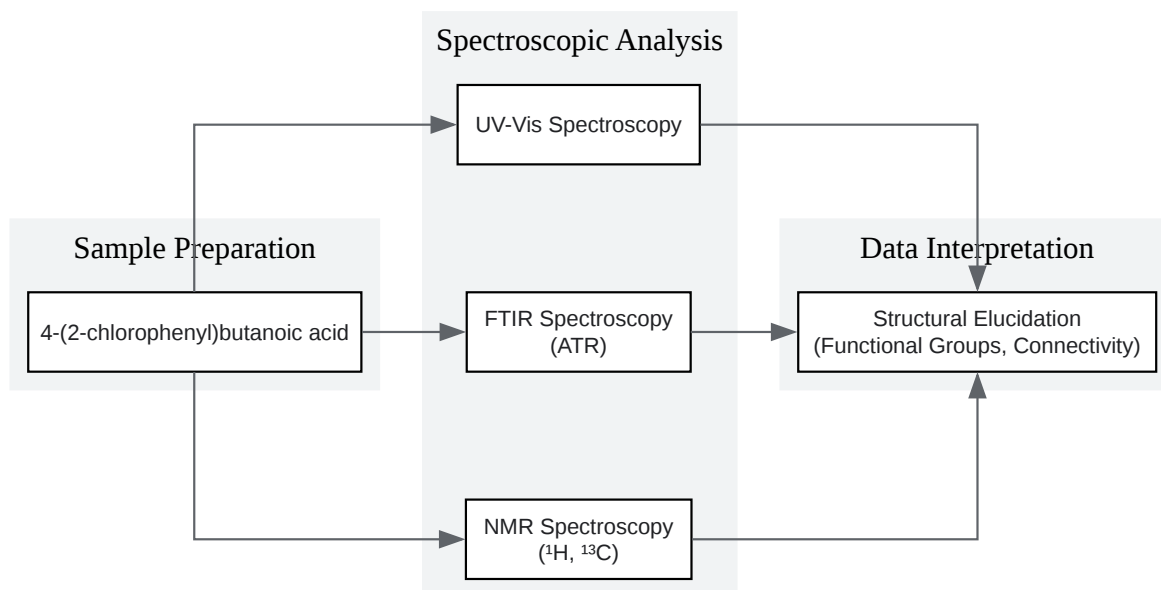 Spectroscopic Analysis
UV-Vis Spectroscopy
Sample Preparation
4-(2-chlorophenyl)butanoic acid
FTIR Spectroscopy
(ATR)
NMR Spectroscopy
(¹H, ¹³C)
Data Interpretation
Structural Elucidation
(Functional Groups, Connectivity)